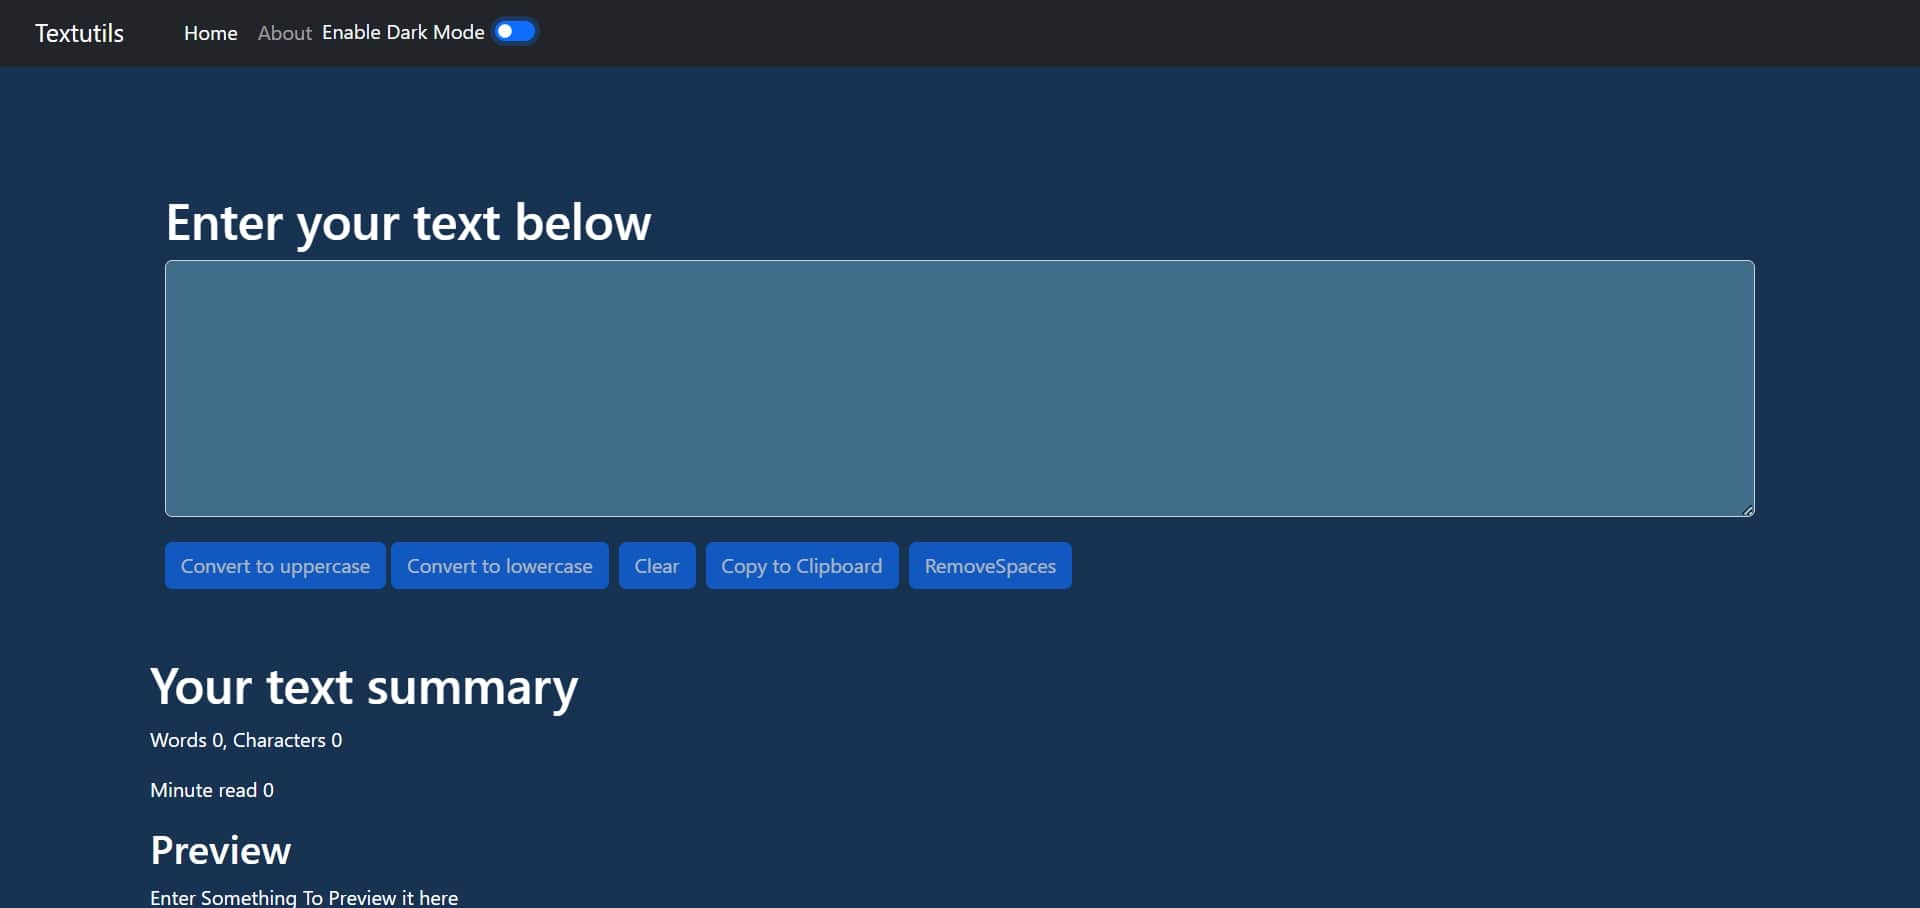 Textutils Home About Enable Dark Mode
Enter your text below
Convert to uppercase Convert to lowercase Clear Copy to Clipboard RemoveSpaces
Your text summary
Words 0, Characters 0
Minute read 0
Preview
Enter Something To Preview it here